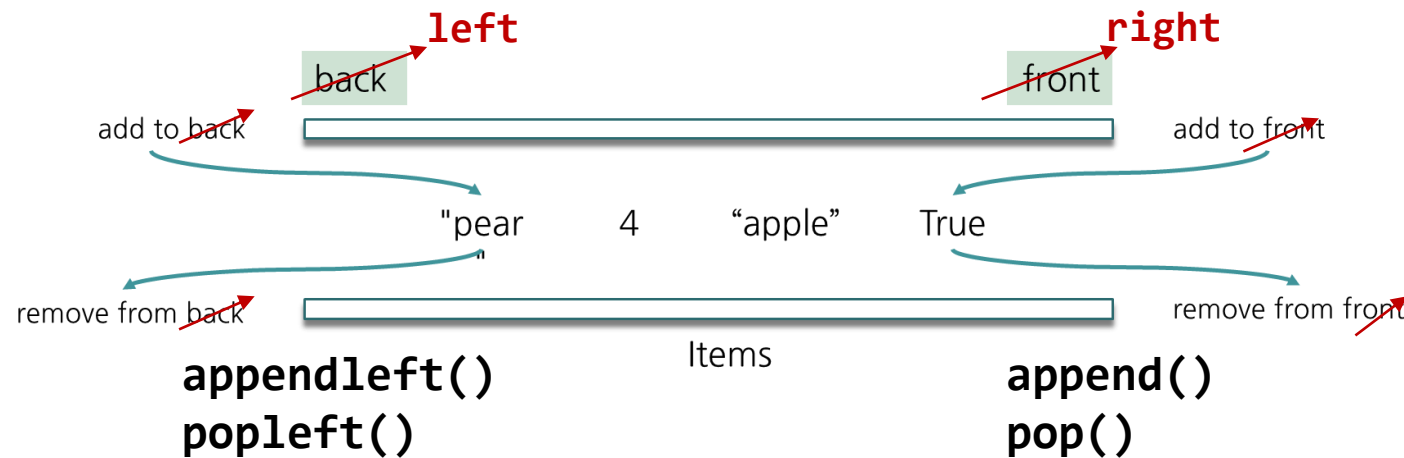 left
right
back
front
add to back
add to front
"pear
"
4
“apple”
True
remove from back
remove from front
Items
appendleft()
append()
popleft()
pop()